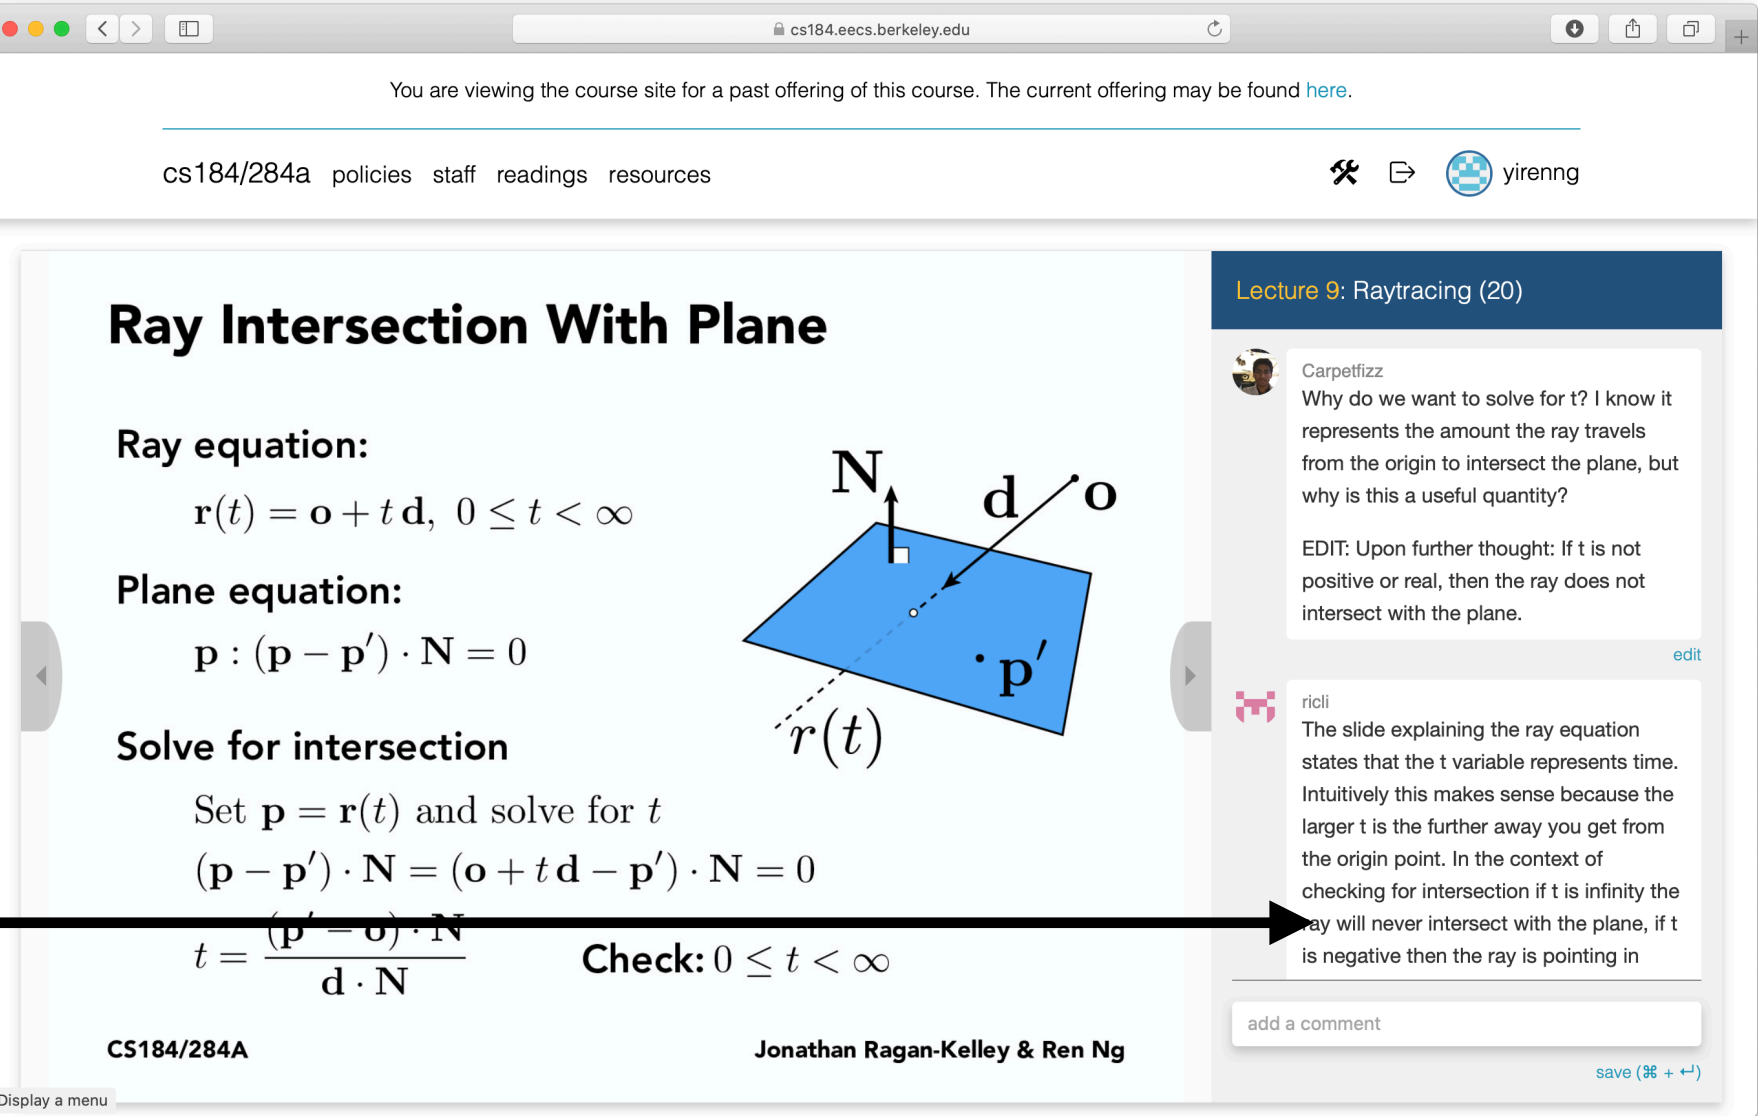 cs184.eecs.berkeley.edu
You are viewing the course site for a past offering of this course. The current offering may be found here.
cs184/284a policies staff readings resources
yirenng
Ray Intersection With Plane
Ray equation:
r(t) = o + t d, 0 ≤ t < ∞
Plane equation:
p : (p − p′) · N = 0
Solve for intersection
Set p = r(t) and solve for t
(p − p′) · N = (o + t d − p′) · N = 0
t = (p′ − o) · N
d · N
Check: 0 ≤ t < ∞
N
d
o
p′
r(t)
CS184/284A
Jonathan Ragan-Kelley & Ren Ng
Lecture 9: Raytracing (20)
Carpetfizz
Why do we want to solve for t? I know it
represents the amount the ray travels
from the origin to intersect the plane, but
why is this a useful quantity?
EDIT: Upon further thought: If t is not
positive or real, then the ray does not
intersect with the plane.
edit
ricli
The slide explaining the ray equation
states that the t variable represents time.
Intuitively this makes sense because the
larger t is the further away you get from
the origin point. In the context of
checking for intersection if t is infinity the
ray will never intersect with the plane, if t
is negative then the ray is pointing in
add a comment
save (⌘ + ↩)
Display a menu